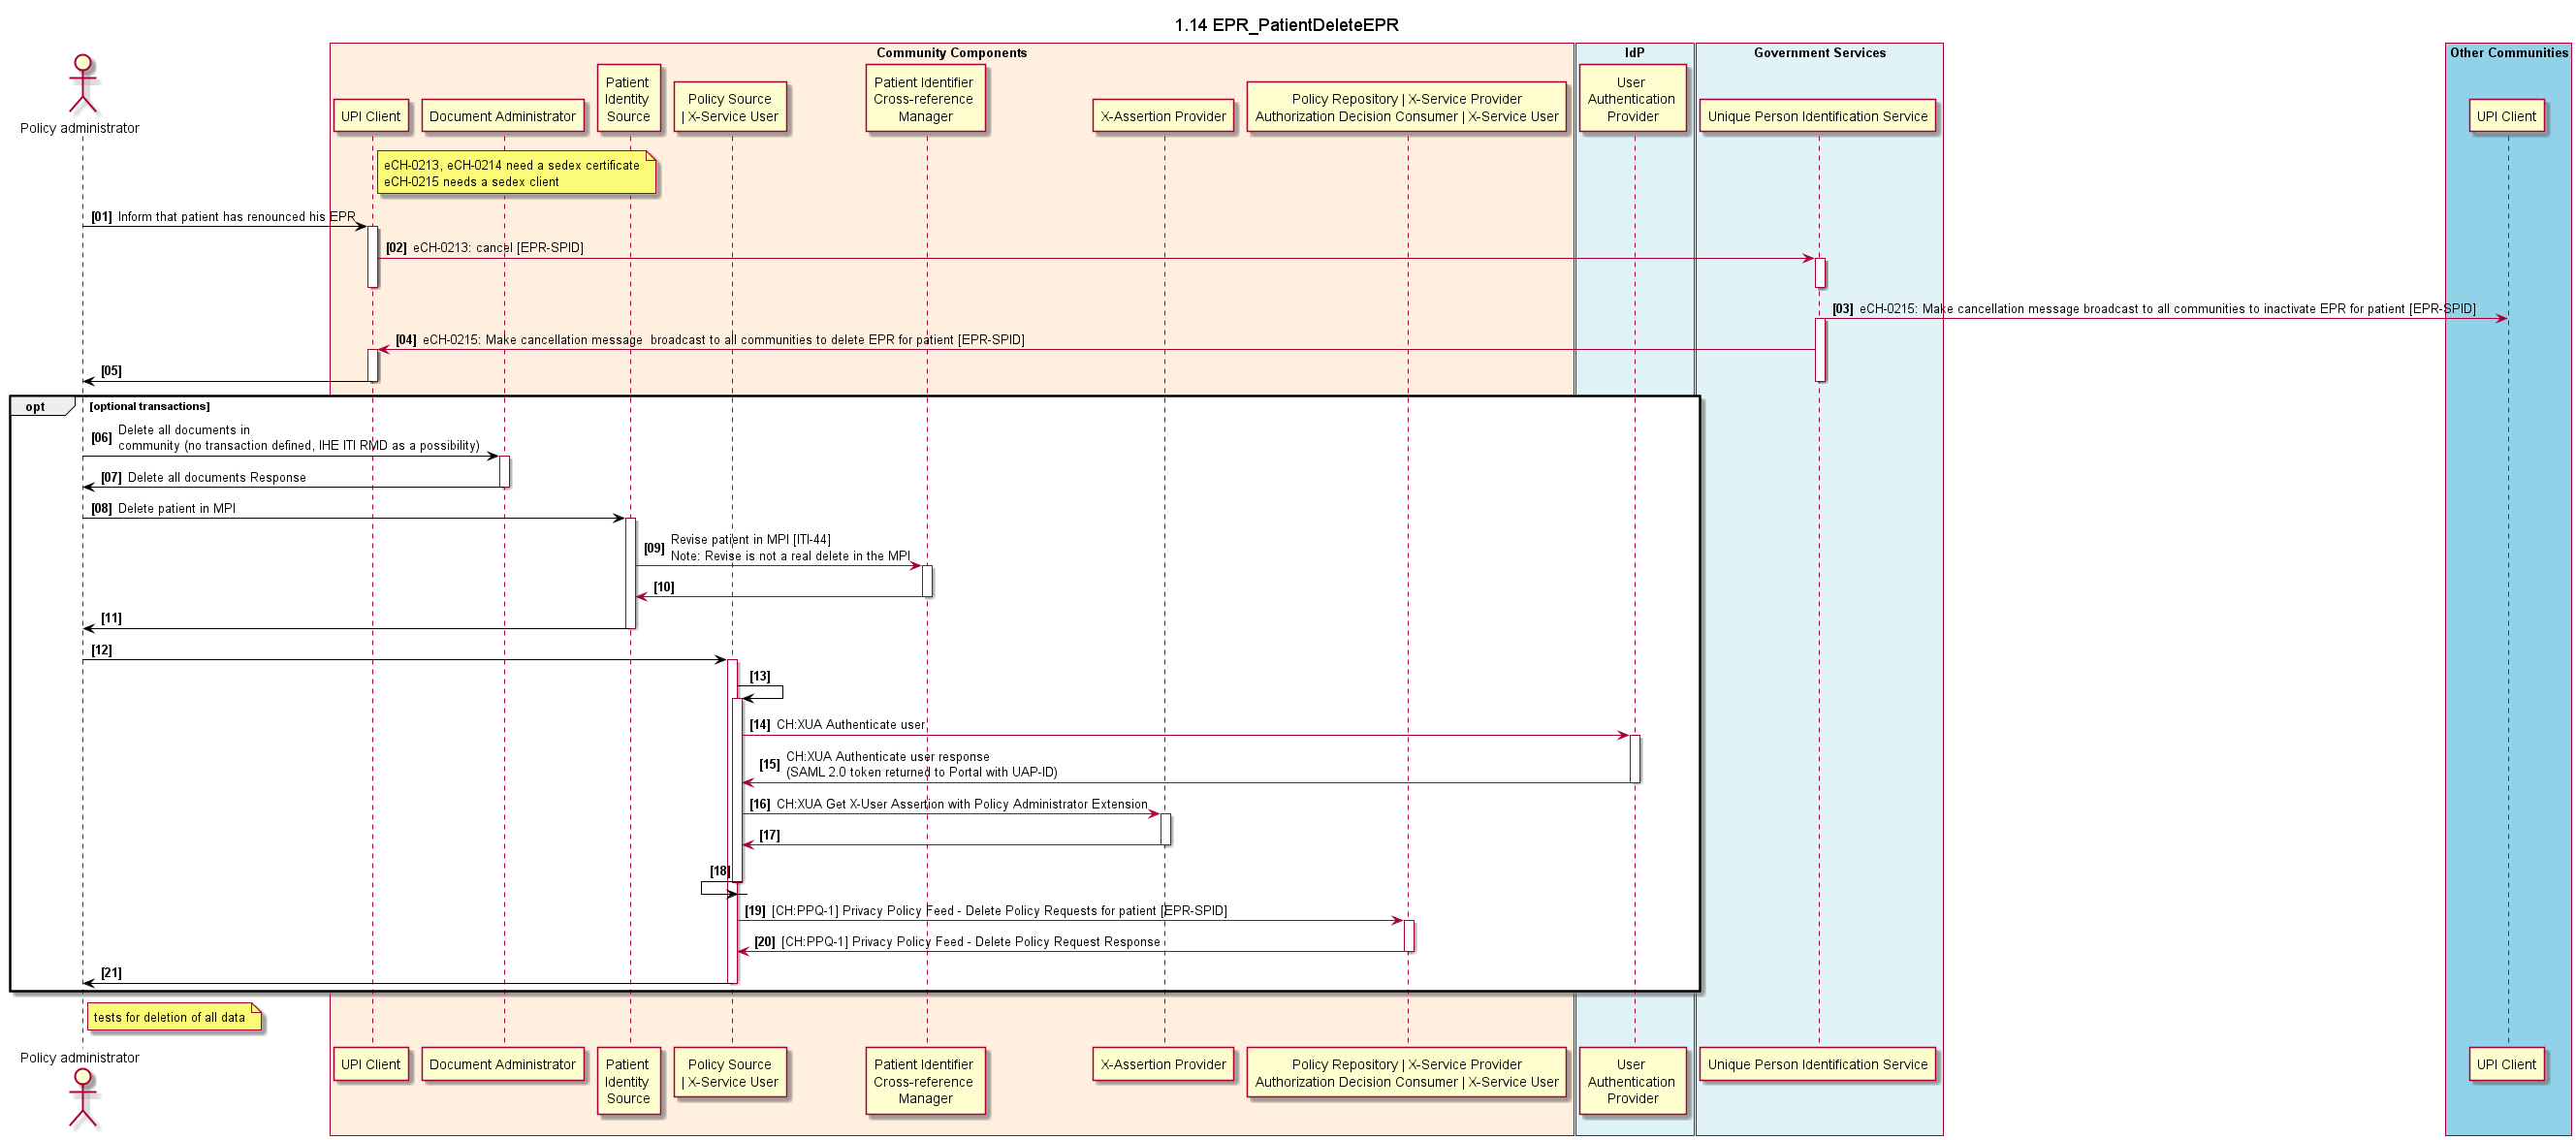 1.14 EPR_PatientDeleteEPR
Community Components
IdP
Government Services
Other Communities
Policy administrator
UPI Client
Document Administrator
Patient
Identity
Source
Policy Source
| X-Service User
Patient Identifier
Cross-reference
Manager
X-Assertion Provider
Policy Repository | X-Service Provider
Authorization Decision Consumer | X-Service User
User
Authentication
Provider
Unique Person Identification Service
UPI Client
eCH-0213, eCH-0214 need a sedex certificate
eCH-0215 needs a sedex client
[01] Inform that patient has renounced his EPR
[02] eCH-0213: cancel [EPR-SPID]
[03] eCH-0215: Make cancellation message broadcast to all communities to inactivate EPR for patient [EPR-SPID]
[04] eCH-0215: Make cancellation message  broadcast to all communities to delete EPR for patient [EPR-SPID]
[05]
opt [optional transactions]
[06] Delete all documents in
community (no transaction defined, IHE ITI RMD as a possibility)
[07] Delete all documents Response
[08] Delete patient in MPI
[09] Revise patient in MPI [ITI-44]
Note: Revise is not a real delete in the MPI
[10]
[11]
[12]
[13]
[14] CH:XUA Authenticate user
[15] CH:XUA Authenticate user response
(SAML 2.0 token returned to Portal with UAP-ID)
[16] CH:XUA Get X-User Assertion with Policy Administrator Extension
[17]
[18]
[19] [CH:PPQ-1] Privacy Policy Feed - Delete Policy Requests for patient [EPR-SPID]
[20] [CH:PPQ-1] Privacy Policy Feed - Delete Policy Request Response
[21]
tests for deletion of all data
Policy administrator
UPI Client
Document Administrator
Patient
Identity
Source
Policy Source
| X-Service User
Patient Identifier
Cross-reference
Manager
X-Assertion Provider
Policy Repository | X-Service Provider
Authorization Decision Consumer | X-Service User
User
Authentication
Provider
Unique Person Identification Service
UPI Client